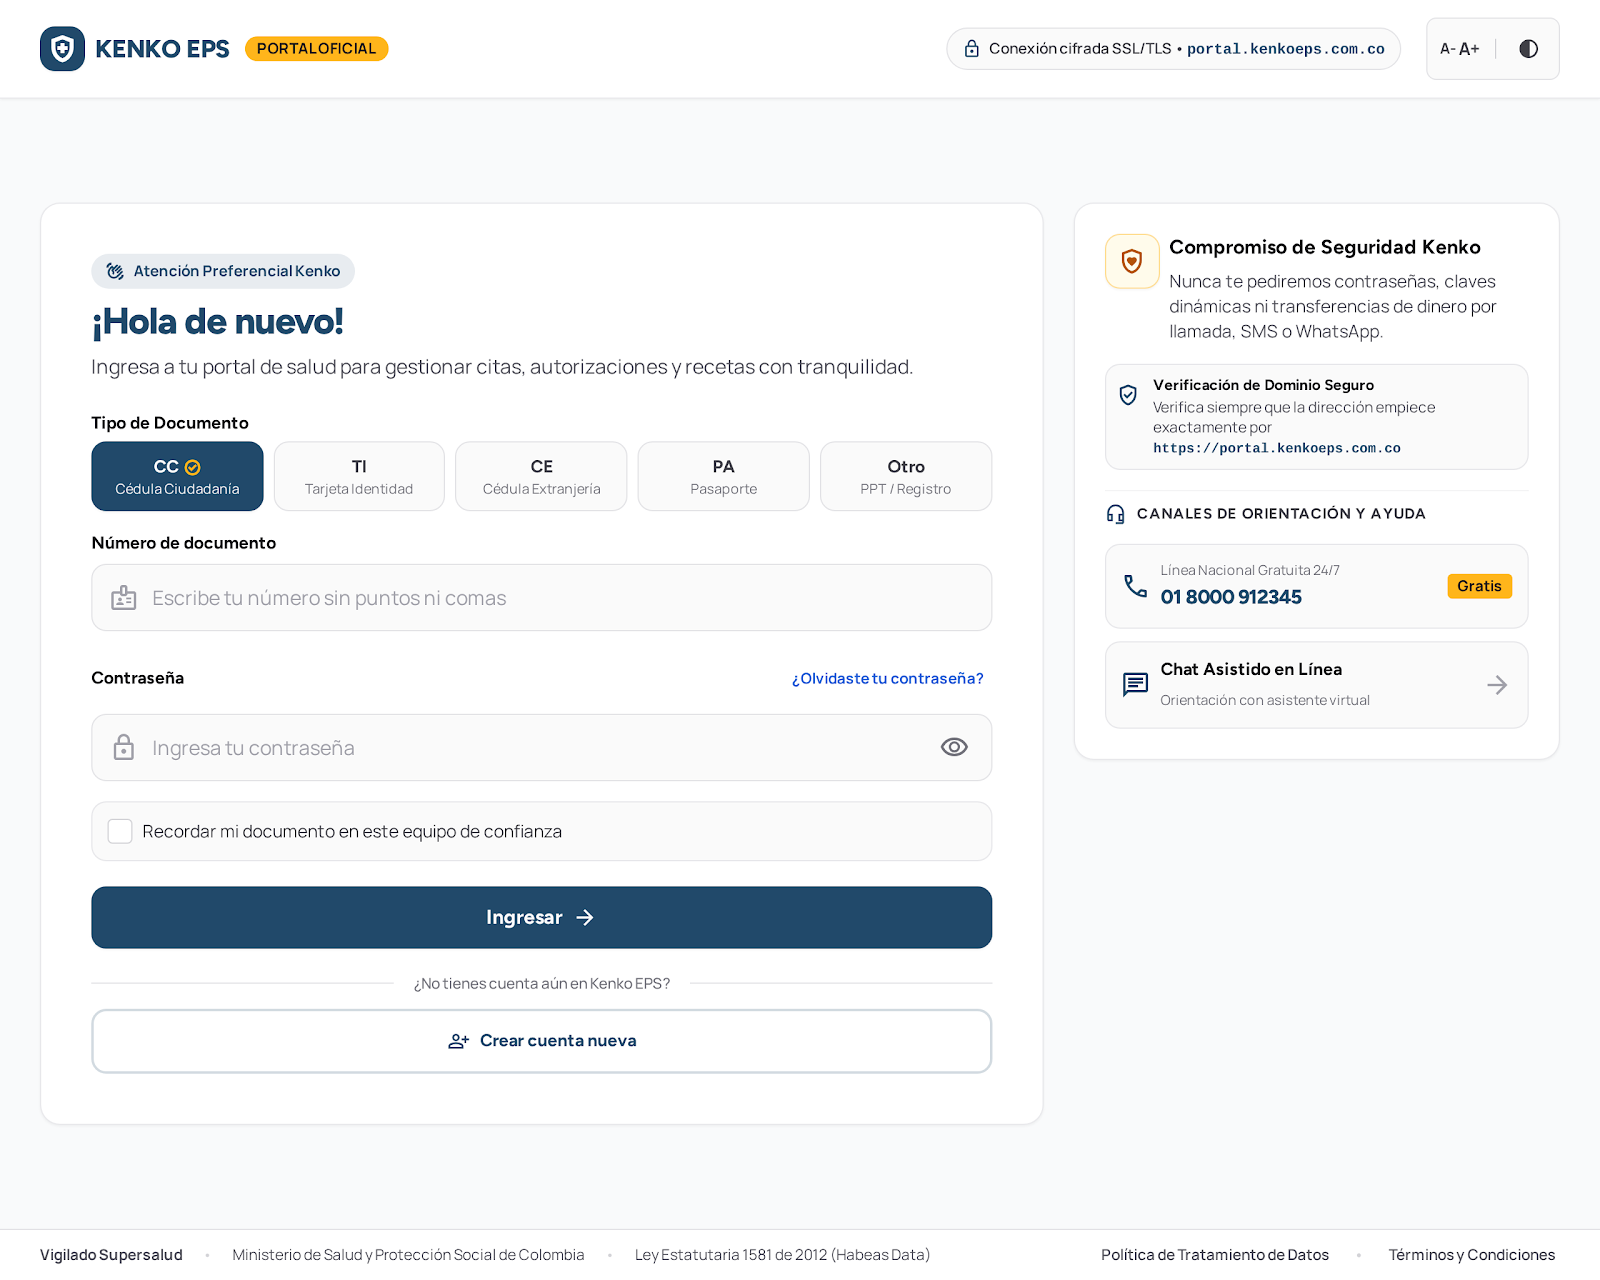 KENKO EPS
PORTAL OFICIAL
Conexión cifrada SSL/TLS • portal.kenkoeps.com.co
A- A+
Atención Preferencial Kenko
¡Hola de nuevo!
Ingresa a tu portal de salud para gestionar citas, autorizaciones y recetas con tranquilidad.
Tipo de Documento
CC
Cédula Ciudadanía
TI
Tarjeta Identidad
CE
Cédula Extranjería
PA
Pasaporte
Otro
PPT / Registro
Número de documento
Escribe tu número sin puntos ni comas
Contraseña
¿Olvidaste tu contraseña?
Ingresa tu contraseña
Recordar mi documento en este equipo de confianza
Ingresar
¿No tienes cuenta aún en Kenko EPS?
Crear cuenta nueva
Compromiso de Seguridad Kenko
Nunca te pediremos contraseñas, claves
dinámicas ni transferencias de dinero por
llamada, SMS o WhatsApp.
Verificación de Dominio Seguro
Verifica siempre que la dirección empiece
exactamente por
https://portal.kenkoeps.com.co
CANALES DE ORIENTACIÓN Y AYUDA
Línea Nacional Gratuita 24/7
01 8000 912345
Gratis
Chat Asistido en Línea
Orientación con asistente virtual
Vigilado Supersalud • Ministerio de Salud y Protección Social de Colombia • Ley Estatutaria 1581 de 2012 (Habeas Data)
Política de Tratamiento de Datos • Términos y Condiciones